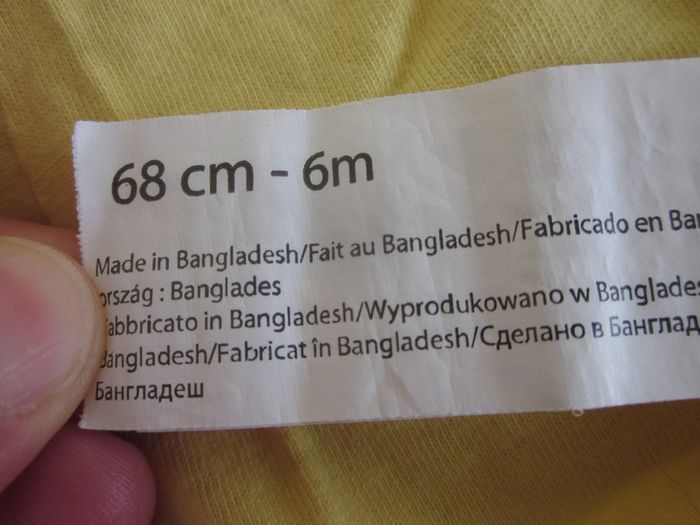 68 cm - 6m
Made in Bangladesh/Fait au Bangladesh/Fabricado en
ország : Banglades
Fabbricato in Bangladesh/Wyprodukowano w
Bangladesh/Fabricat în Bangladesh/Сделано в
Бангладеш